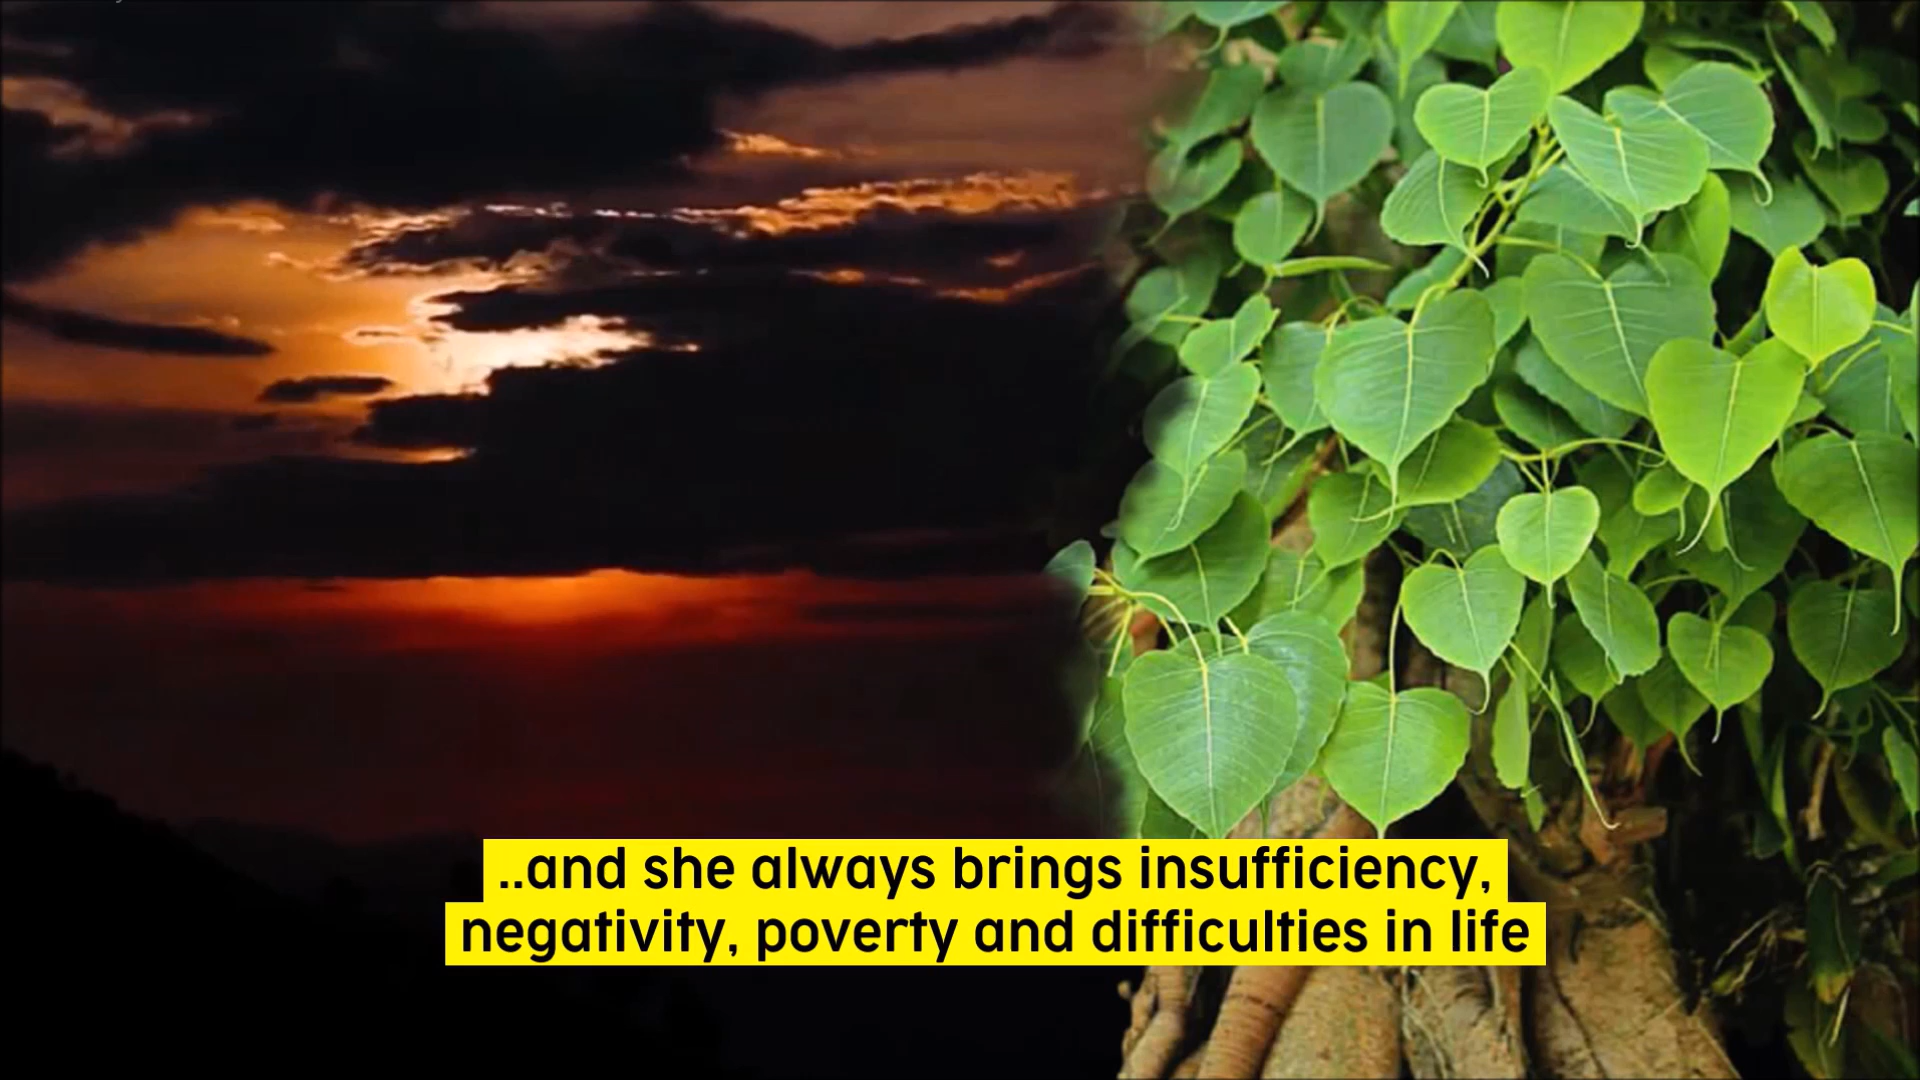 ..and she always brings insufficiency,
negativity, poverty and difficulties in life